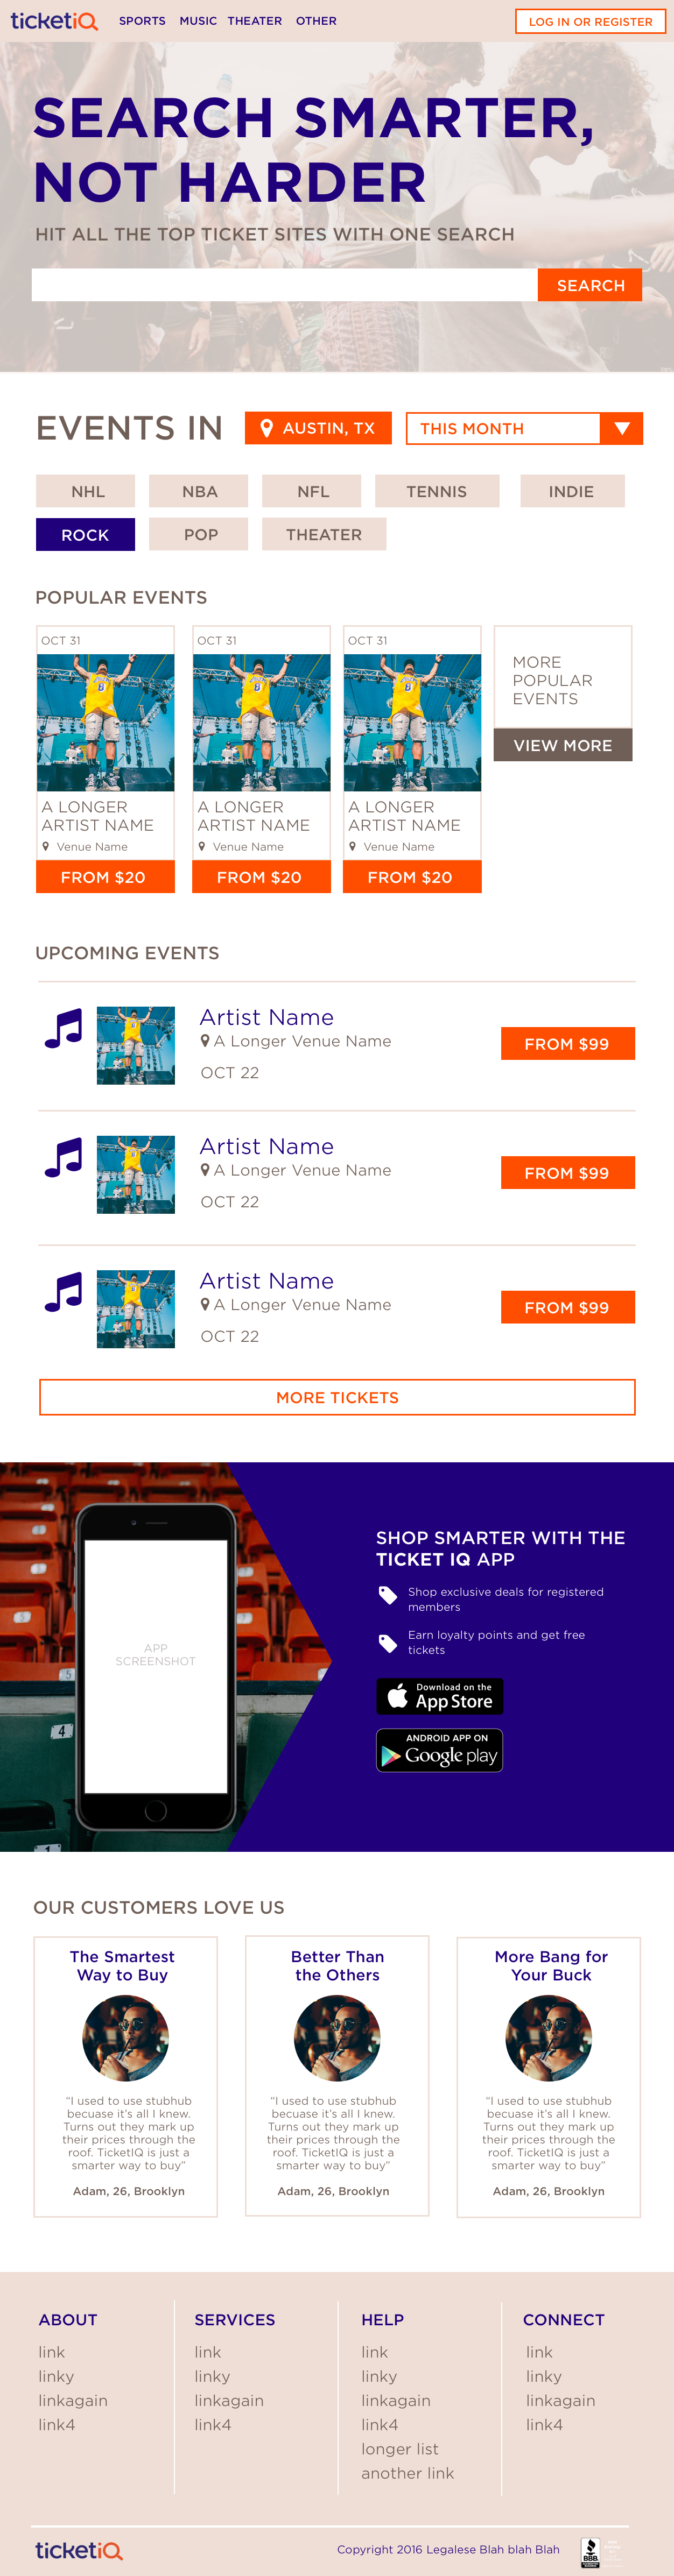 ticketiQ
SPORTS MUSIC THEATER OTHER
LOG IN OR REGISTER
SEARCH SMARTER,
NOT HARDER
HIT ALL THE TOP TICKET SITES WITH ONE SEARCH
SEARCH
EVENTS IN
AUSTIN, TX
THIS MONTH
NHL
NBA
NFL
TENNIS
INDIE
ROCK
POP
THEATER
POPULAR EVENTS
OCT 31
A LONGER
ARTIST NAME
Venue Name
FROM $20
OCT 31
A LONGER
ARTIST NAME
Venue Name
FROM $20
OCT 31
A LONGER
ARTIST NAME
Venue Name
FROM $20
MORE
POPULAR
EVENTS
VIEW MORE
UPCOMING EVENTS
Artist Name
A Longer Venue Name
OCT 22
FROM $99
Artist Name
A Longer Venue Name
OCT 22
FROM $99
Artist Name
A Longer Venue Name
OCT 22
FROM $99
MORE TICKETS
APP
SCREENSHOT
5
4
1
SHOP SMARTER WITH THE
TICKET IQ APP
Shop exclusive deals for registered
members
Earn loyalty points and get free
tickets
Download on the
App Store
ANDROID APP ON
Google play
OUR CUSTOMERS LOVE US
The Smartest
Way to Buy
“I used to use stubhub
becuase it’s all I knew.
Turns out they mark up
their prices through the
roof. TicketIQ is just a
smarter way to buy”
Adam, 26, Brooklyn
Better Than
the Others
“I used to use stubhub
becuase it’s all I knew.
Turns out they mark up
their prices through the
roof. TicketIQ is just a
smarter way to buy”
Adam, 26, Brooklyn
More Bang for
Your Buck
“I used to use stubhub
becuase it’s all I knew.
Turns out they mark up
their prices through the
roof. TicketIQ is just a
smarter way to buy”
Adam, 26, Brooklyn
ABOUT
link
linky
linkagain
link4
SERVICES
link
linky
linkagain
link4
HELP
link
linky
linkagain
link4
longer list
another link
CONNECT
link
linky
linkagain
link4
ticketiQ
Copyright 2016 Legalese Blah blah Blah
BBB